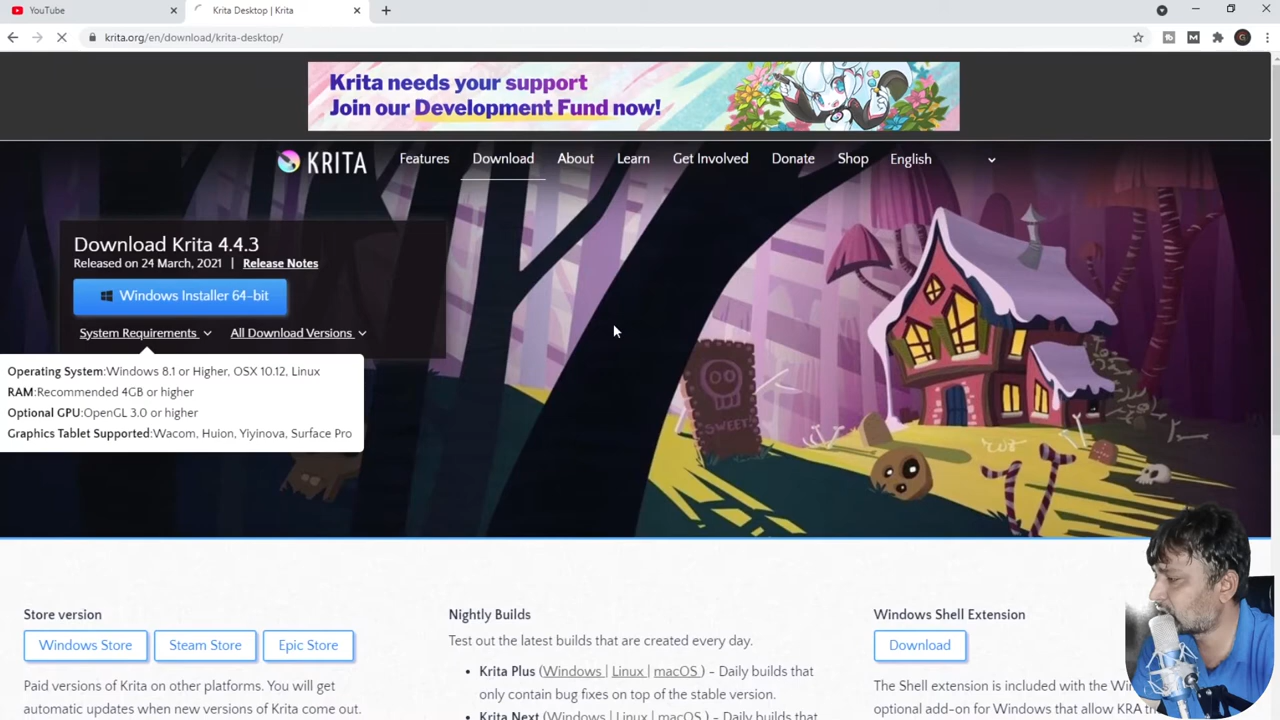 YouTube
Krita Desktop | Krita
krita.org/en/download/krita-desktop/
Krita needs your support
Join our Development Fund now!
KRITA
Features
Download
About
Learn
Get Involved
Donate
Shop
English
Download Krita 4.4.3
Released on 24 March, 2021 | Release Notes
Windows Installer 64-bit
System Requirements
All Download Versions
Operating System:Windows 8.1 or Higher, OSX 10.12, Linux
RAM:Recommended 4GB or higher
Optional GPU:OpenGL 3.0 or higher
Graphics Tablet Supported:Wacom, Huion, Yiyinova, Surface Pro
SWEET
Store version
Windows Store
Steam Store
Epic Store
Paid versions of Krita on other platforms. You will get
automatic updates when new versions of Krita come out.
Nightly Builds
Test out the latest builds that are created every day.
• Krita Plus (Windows | Linux | macOS ) - Daily builds that
only contain bug fixes on top of the stable version.
• Krita Next (Windows | Linux | macOS ) - Daily builds that
Windows Shell Extension
Download
The Shell extension is included with the
optional add-on for Windows that allow KRA